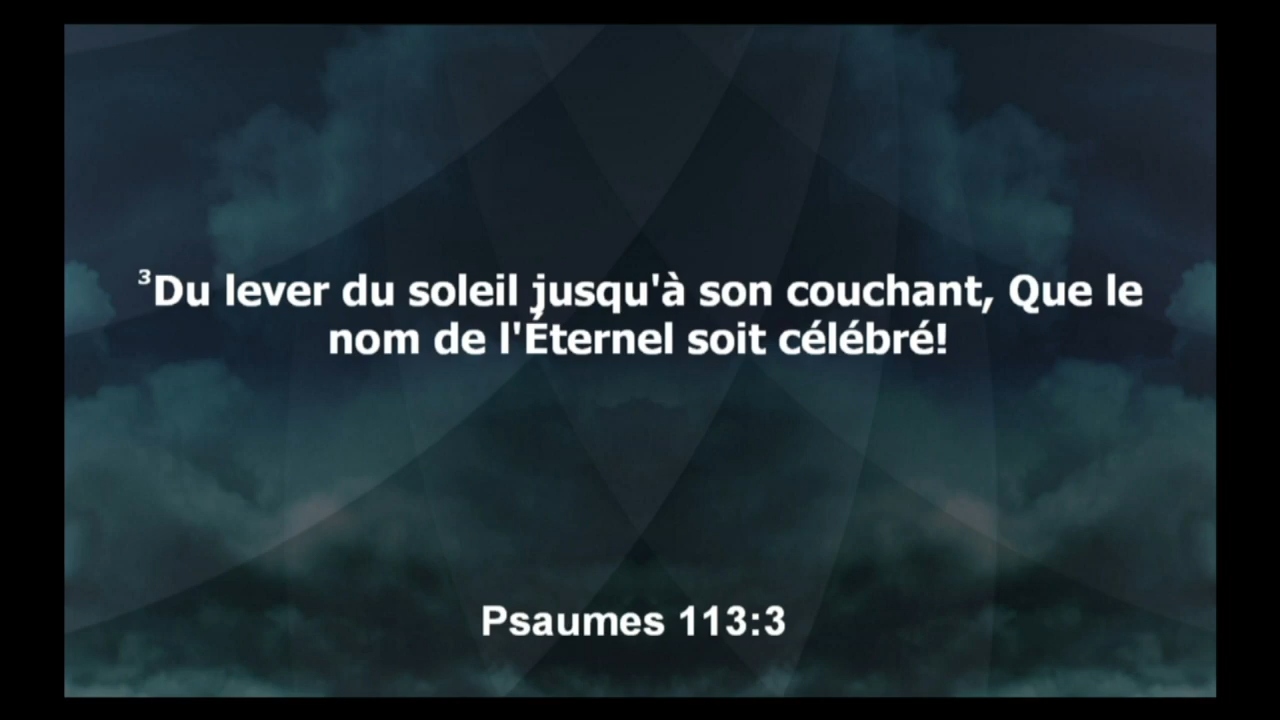 ³Du lever du soleil jusqu'à son couchant, Que le
nom de l'Éternel soit célébré!
Psaumes 113:3